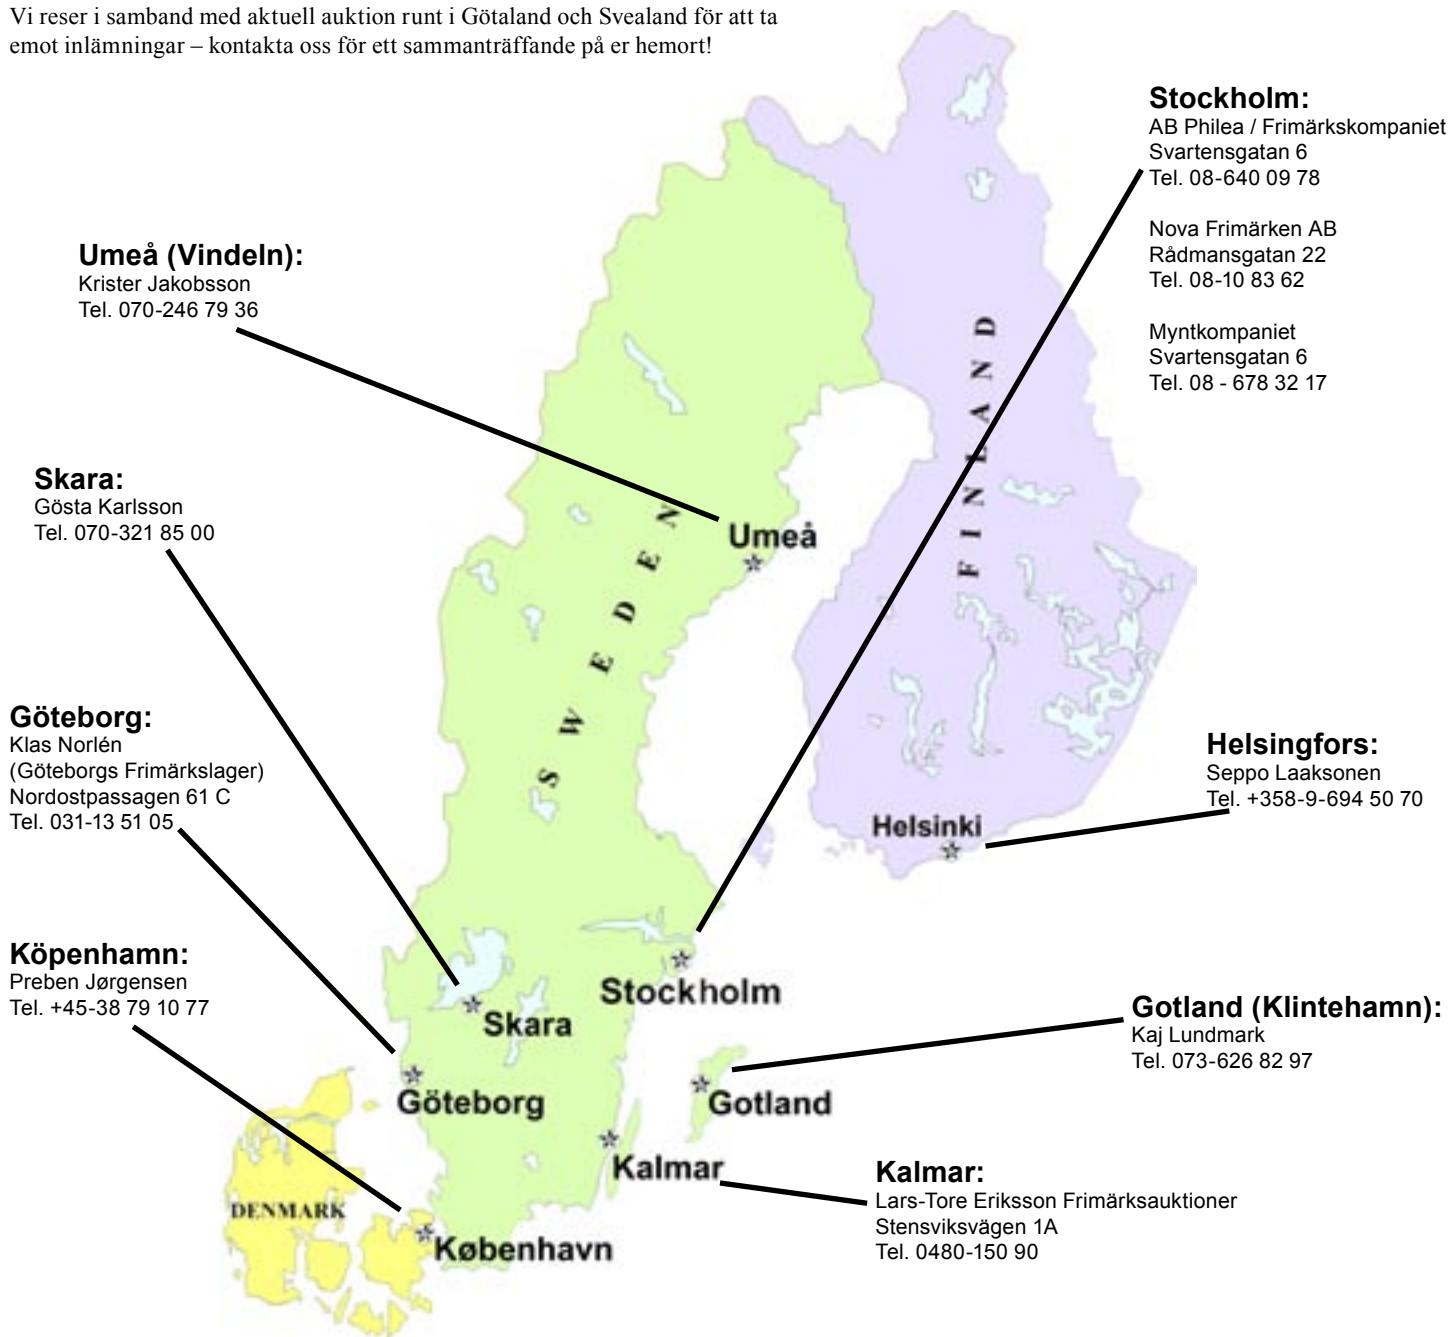 Vi reser i samband med aktuell auktion runt i Götaland och Svealand för att ta
emot inlämningar – kontakta oss för ett sammanträffande på er hemort!
Stockholm:
AB Philea / Frimärkskompaniet
Svartensgatan 6
Tel. 08-640 09 78
Nova Frimärken AB
Rådmansgatan 22
Tel. 08-10 83 62
Myntkompaniet
Svartensgatan 6
Tel. 08 - 678 32 17
Umeå (Vindeln):
Krister Jakobsson
Tel. 070-246 79 36
Skara:
Gösta Karlsson
Tel. 070-321 85 00
Göteborg:
Klas Norlén
(Göteborgs Frimärkslager)
Nordostpassagen 61 C
Tel. 031-13 51 05
Köpenhamn:
Preben Jørgensen
Tel. +45-38 79 10 77
Helsingfors:
Seppo Laaksonen
Tel. +358-9-694 50 70
Gotland (Klintehamn):
Kaj Lundmark
Tel. 073-626 82 97
Kalmar:
Lars-Tore Eriksson Frimärksauktioner
Stensviksvägen 1A
Tel. 0480-150 90
FINLAND
SWEDEN
DENMARK
Umeå
Helsinki
Stockholm
Skara
Göteborg
Gotland
Kalmar
København